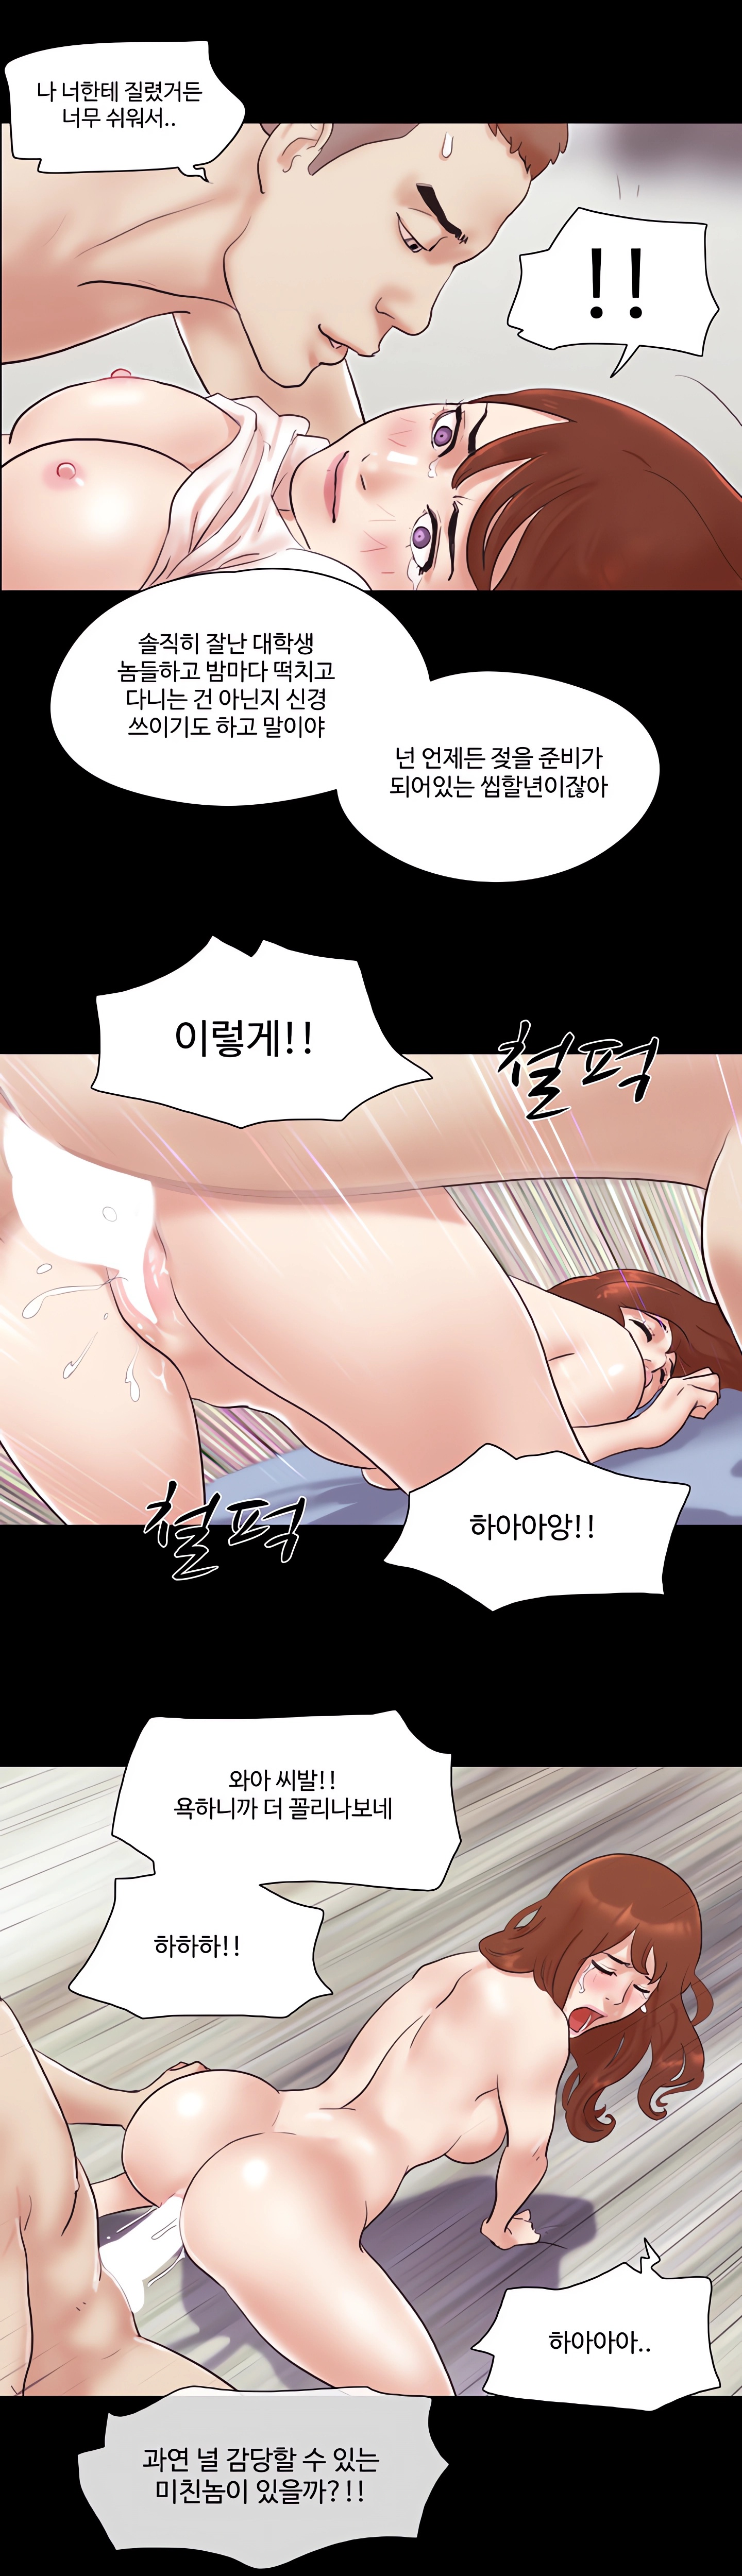 나 너한테 질렸거든
너무 쉬워서..
!!
솔직히 잘난 대학생
놈들하고 밤마다 떡치고
다니는 건 아닌지 신경
쓰이기도 하고 말이야
넌 언제든 젖을 준비가
되어있는 씹할년이잖아
이렇게!!
철퍽
철퍽
하아아앙!!
와아 씨발!!
욕하니까 더 꼴리나보네
하하하!!
하아아아..
과연 널 감당할 수 있는
미친놈이 있을까?!!